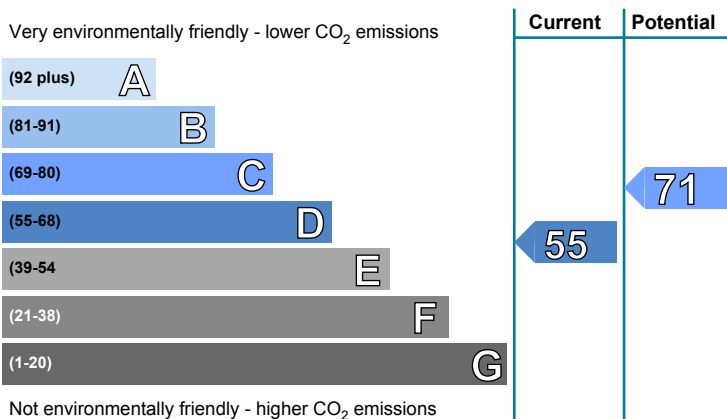 Very environmentally friendly - lower CO2 emissions
Current Potential
(92 plus) A
(81-91) B
(69-80) C
71
(55-68) D
55
(39-54 E
(21-38) F
(1-20) G
Not environmentally friendly - higher CO2 emissions